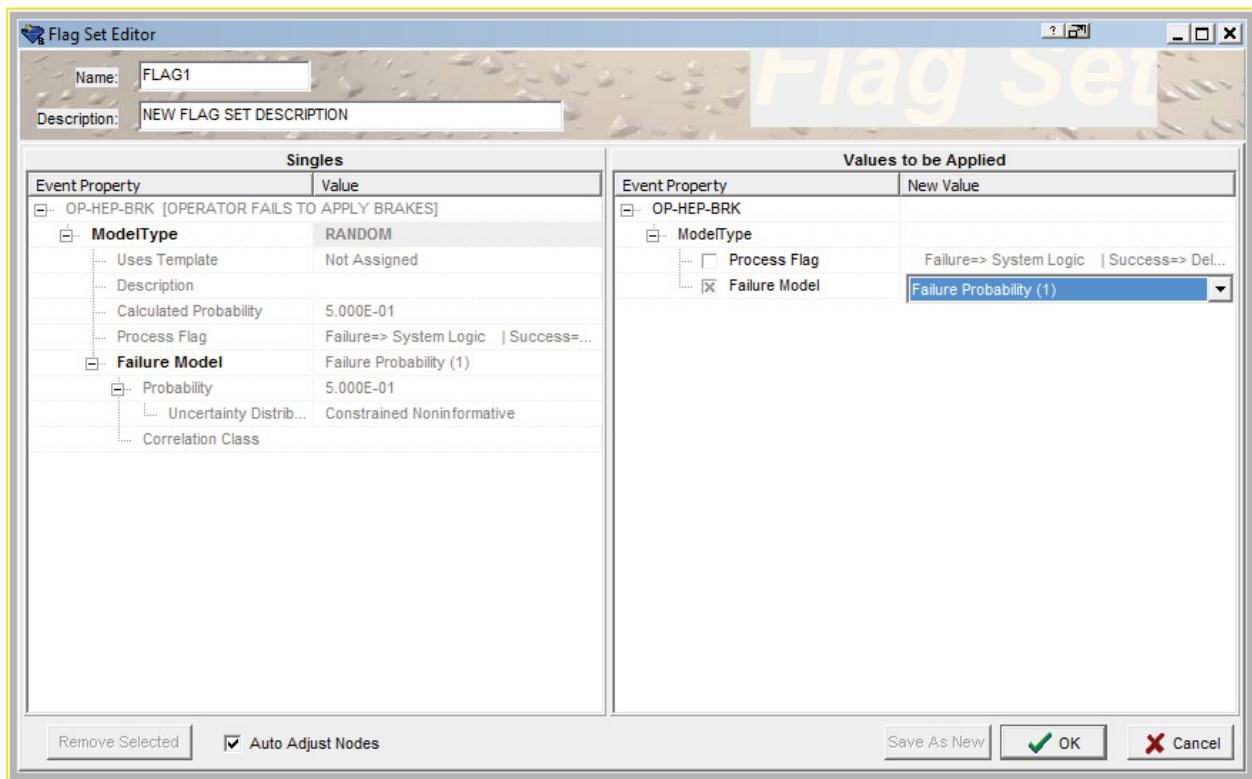 Flag Set Editor
?
Flag Set
Name: FLAG1
Description: NEW FLAG SET DESCRIPTION
Singles
Event Property Value
OP-HEP-BRK [OPERATOR FAILS TO APPLY BRAKES]
ModelType RANDOM
Uses Template Not Assigned
Description
Calculated Probability 5.000E-01
Process Flag Failure=> System Logic | Success=...
Failure Model Failure Probability (1)
Probability 5.000E-01
Uncertainty Distrib... Constrained Noninformative
Correlation Class
Values to be Applied
Event Property New Value
OP-HEP-BRK
ModelType
Process Flag Failure=> System Logic | Success=> Del...
Failure Model Failure Probability (1)
Remove Selected Auto Adjust Nodes Save As New OK Cancel